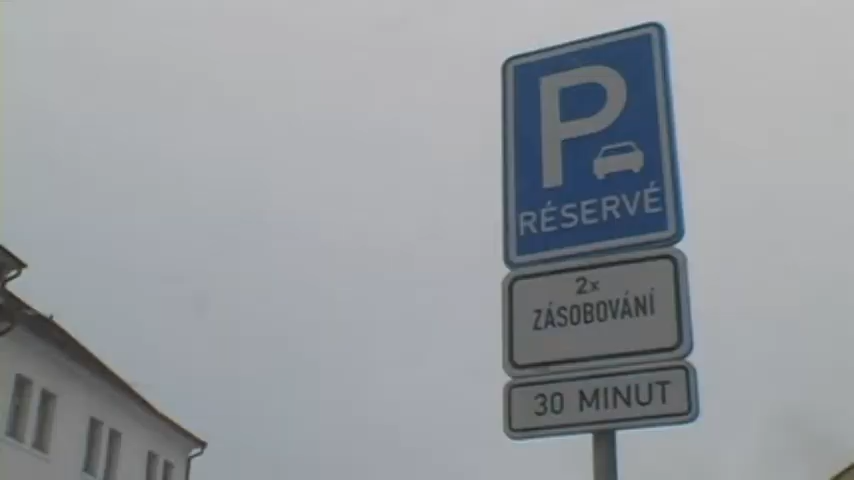 P
RÉSERVÉ
2x
ZÁSOBOVÁNÍ
30 MINUT